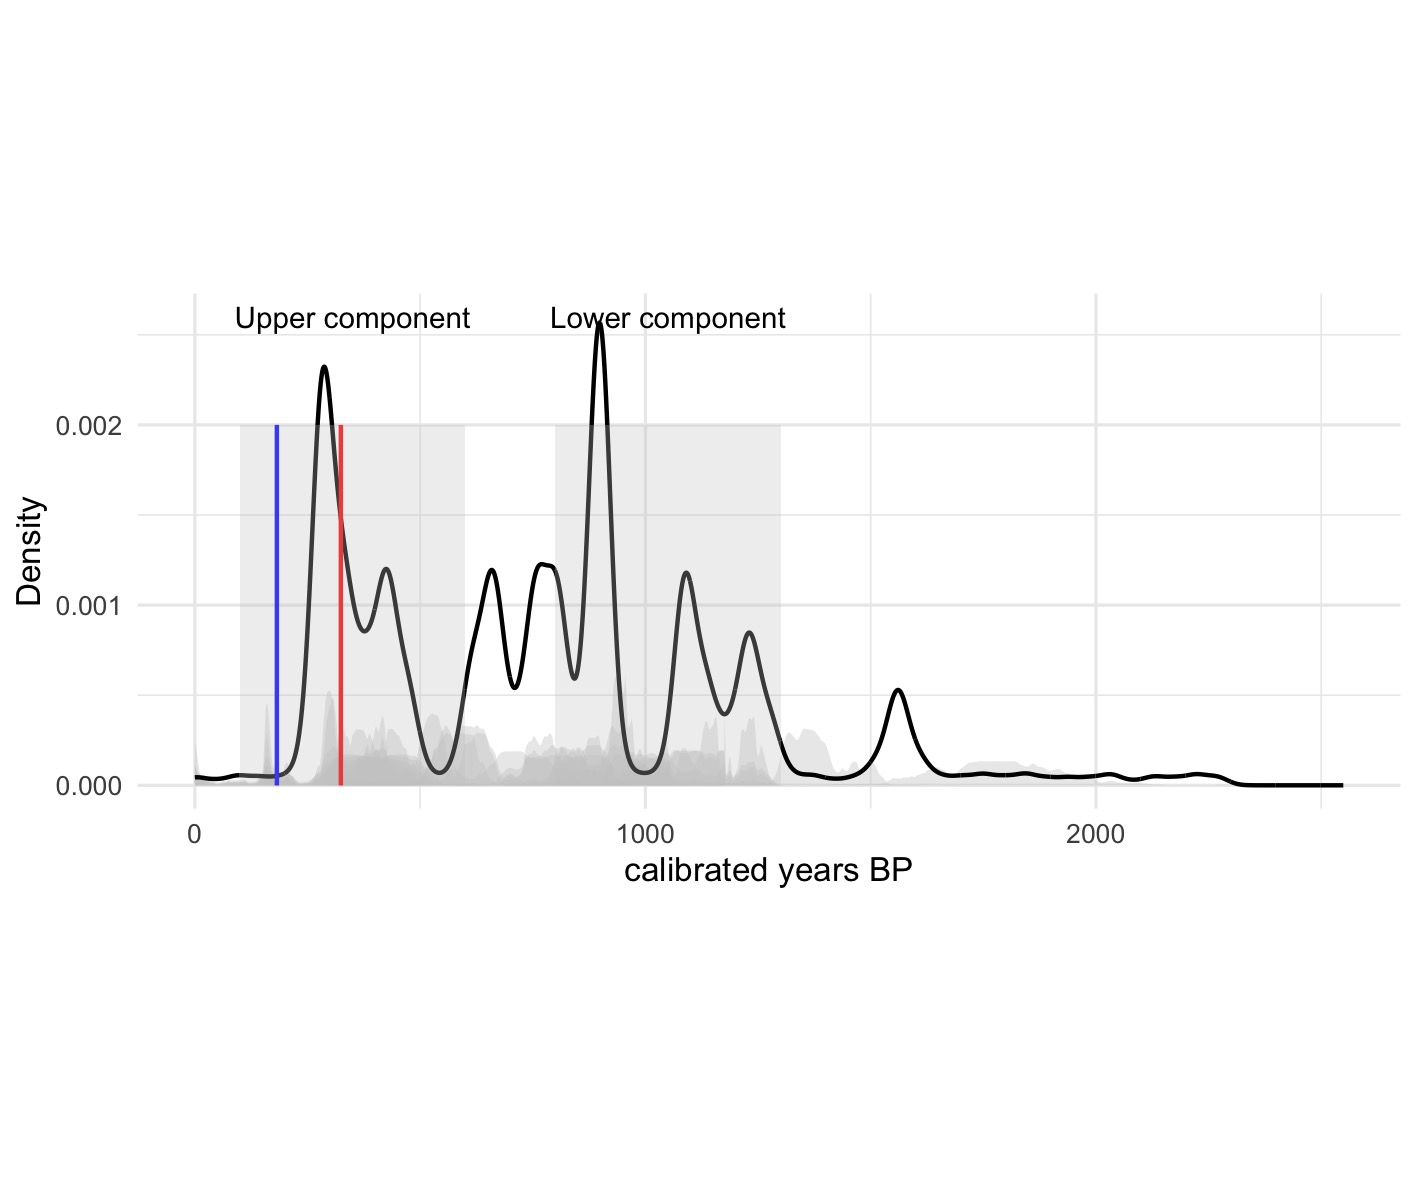 Upper component
Lower component
0.002
0.001
0.000
Density
0
1000
2000
calibrated years BP